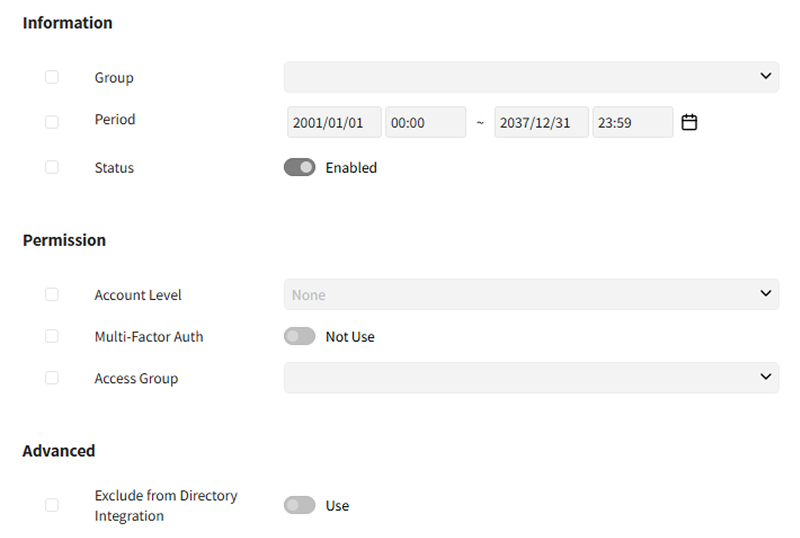 Information
Group
Period 2001/01/01 00:00 ~ 2037/12/31 23:59
Status Enabled
Permission
Account Level None
Multi-Factor Auth Not Use
Access Group
Advanced
Exclude from Directory
Integration
Use